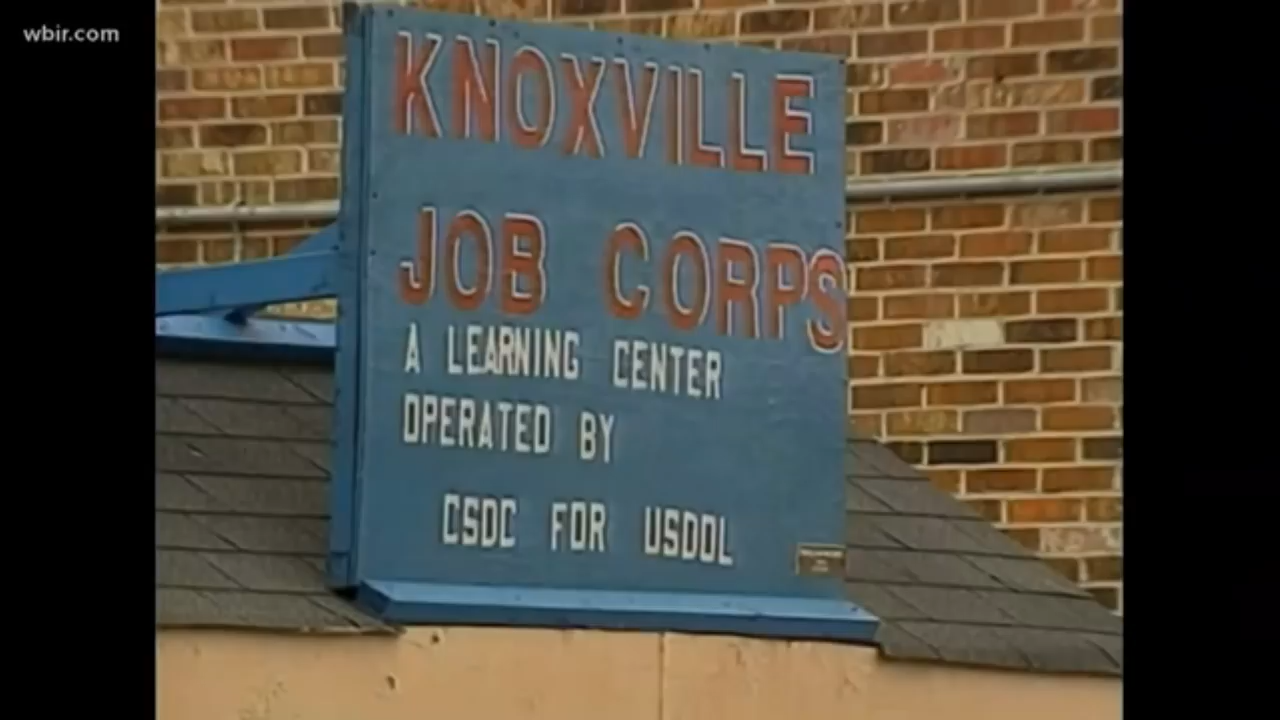 wbir.com
KNOXVILLE
JOB CORPS
A LEARNING CENTER
OPERATED BY
CSDC FOR USDOL